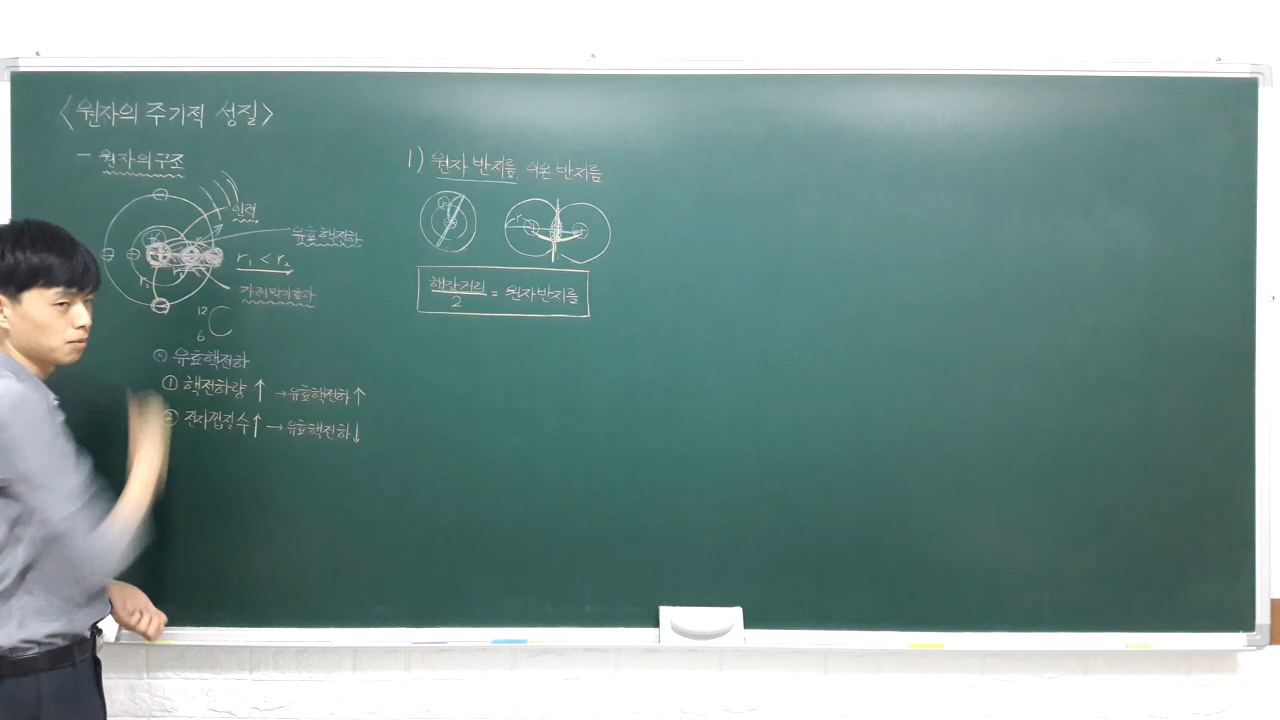 <원자의 주기적 성질>
- 원자의 구조
인력
유효핵전하
r₁ < r₂
가려막기효과
r₂
12
6 C
⊙ 유효핵전하
① 핵전하량 ↑ → 유효핵전하 ↑
② 전자껍질수 ↑ → 유효핵전하 ↓
1) 원자 반지름, 이온 반지름
r
핵간거리
2
= 원자반지름